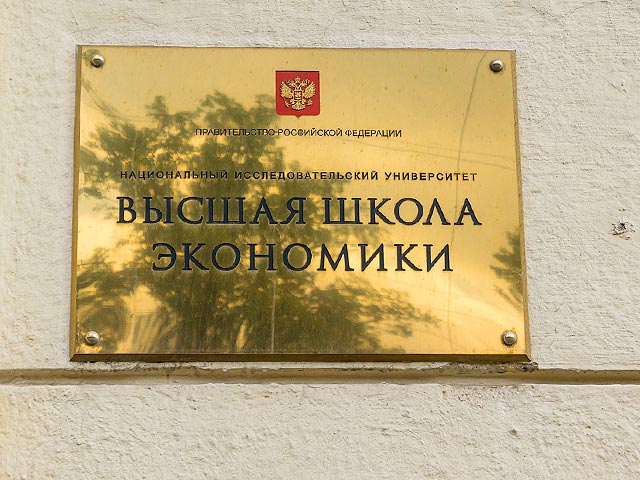 ПРАВИТЕЛЬСТВО РОССИЙСКОЙ ФЕДЕРАЦИИ
НАЦИОНАЛЬНЫЙ ИССЛЕДОВАТЕЛЬСКИЙ УНИВЕРСИТЕТ
ВЫСШАЯ ШКОЛА
ЭКОНОМИКИ